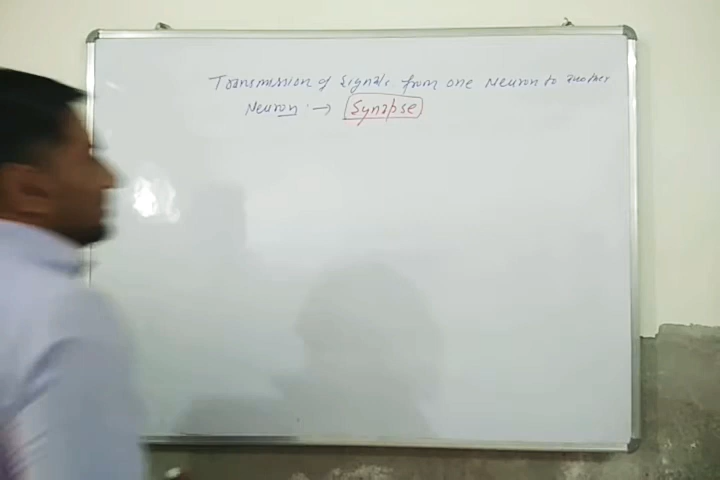 Transmission of signals from one Neuron to another
Neuron :→ Synapse